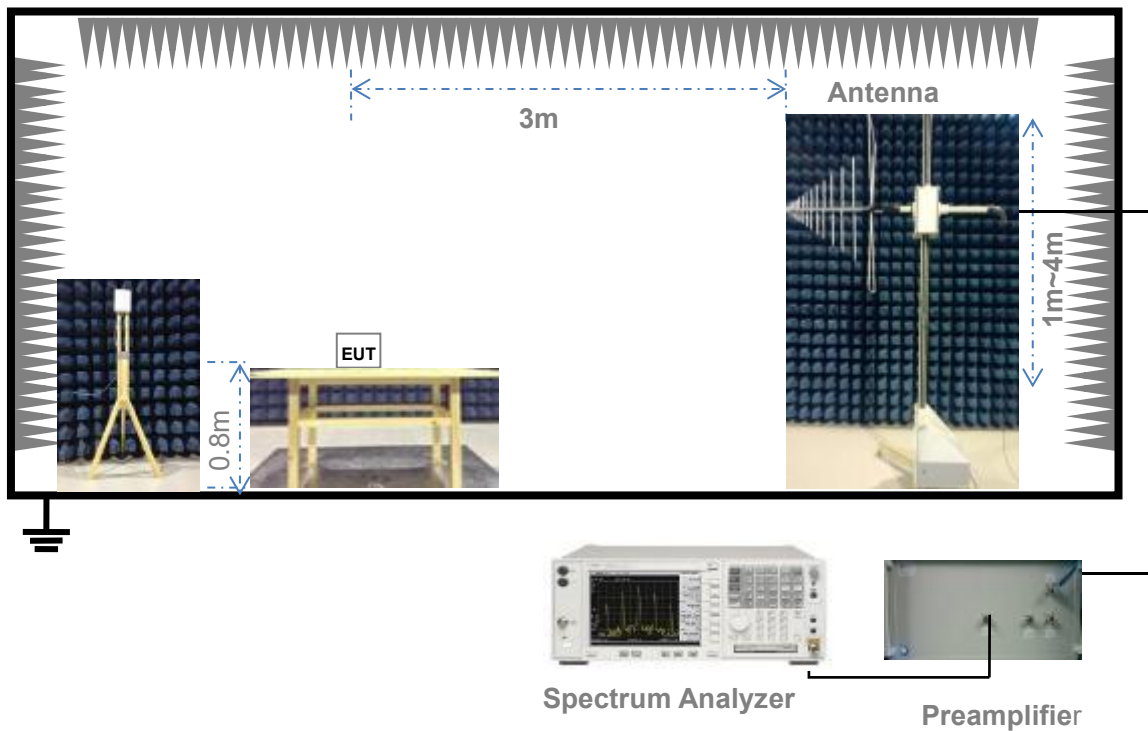 Antenna
3m
1m~4m
EUT
0.8m
Spectrum Analyzer
Preamplifier